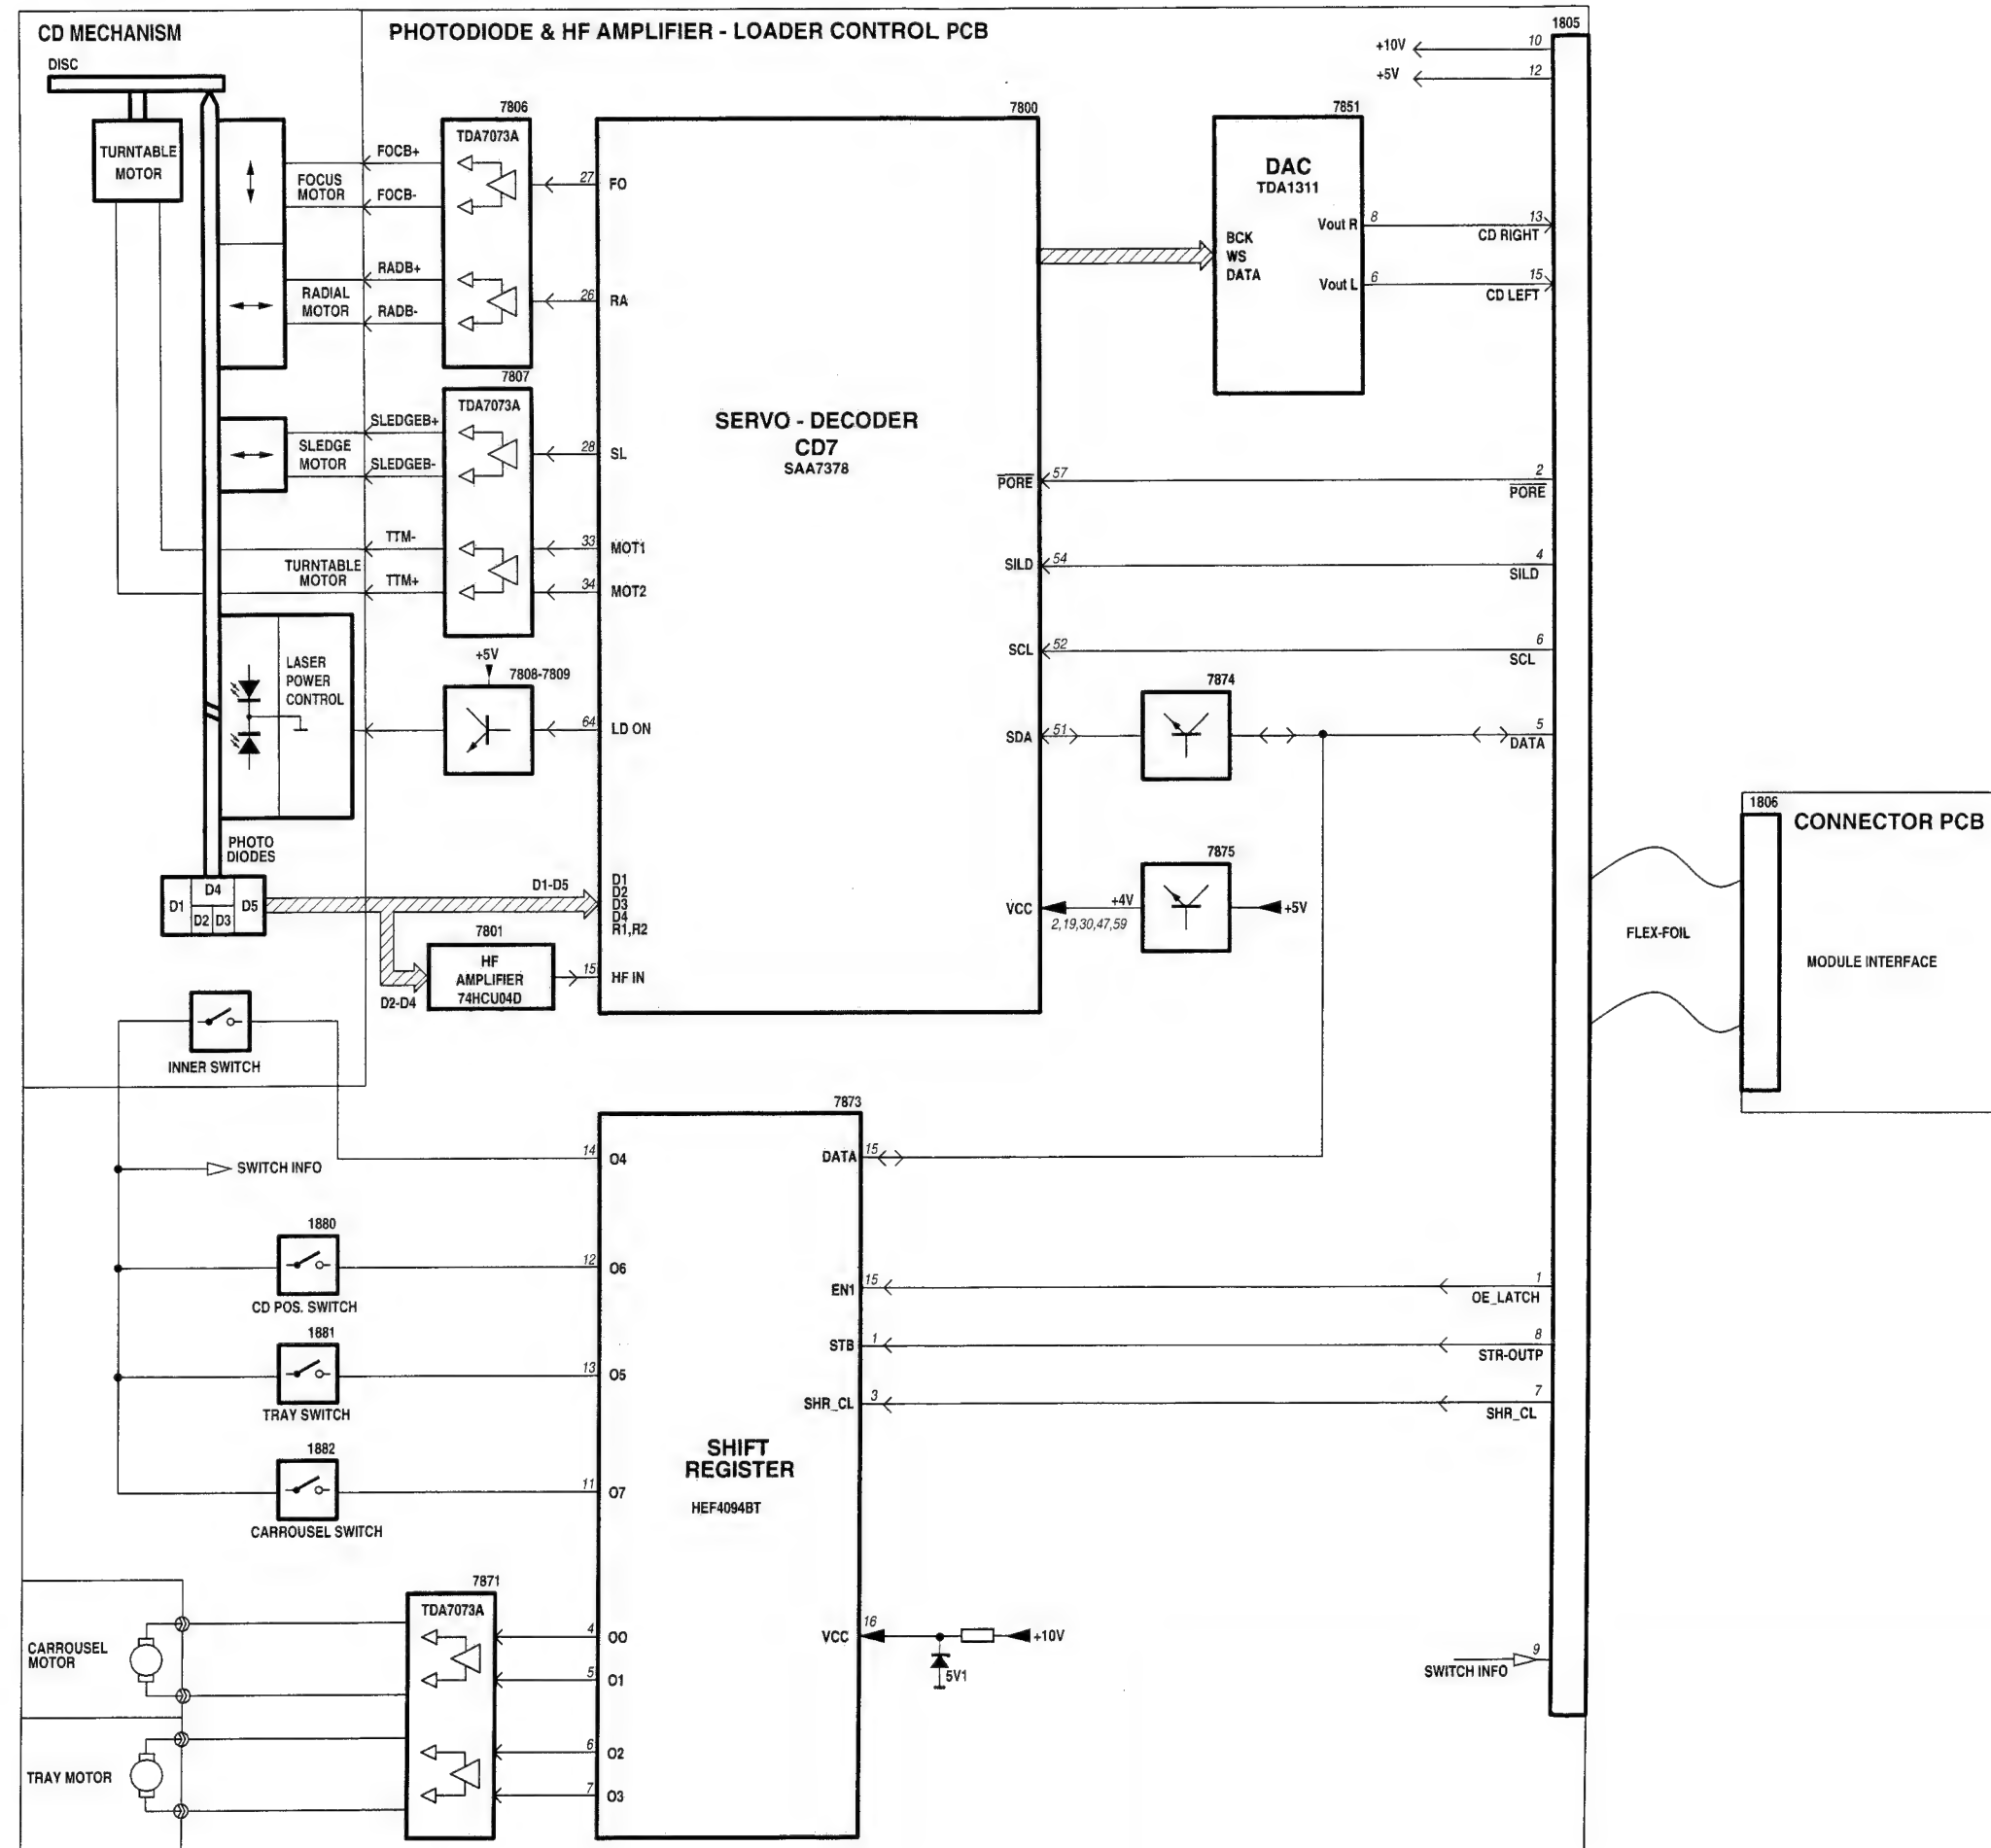 CD MECHANISM
PHOTODIODE & HF AMPLIFIER - LOADER CONTROL PCB
1805
DISC
+10V
10
+5V
12
TURNTABLE
MOTOR
FOCUS
MOTOR
FOCB+
FOCB-
RADIAL
MOTOR
RADB+
RADB-
7806
TDA7073A
27
FO
26
RA
7800
SERVO - DECODER
CD7
SAA7378
7851
DAC
TDA1311
BCK
WS
DATA
Vout R
8
13
CD RIGHT
Vout L
6
15
CD LEFT
7807
TDA7073A
SLEDGE
MOTOR
SLEDGEB+
SLEDGEB-
28
SL
TTM-
TURNTABLE
MOTOR
TTM+
33
MOT1
34
MOT2
PORE
57
2
PORE
SILD
54
4
SILD
SCL
52
6
SCL
LASER
POWER
CONTROL
+5V
7808-7809
64
LD ON
7874
SDA
51
5
DATA
PHOTO
DIODES
D1
D4
D2
D3
D5
D1-D5
D1
D2
D3
D4
R1,R2
7875
VCC
+4V
2,19,30,47,59
+5V
7801
HF
AMPLIFIER
74HCU04D
D2-D4
15
HF IN
1806
CONNECTOR PCB
FLEX-FOIL
MODULE INTERFACE
INNER SWITCH
7873
14
O4
DATA
15
SWITCH INFO
1880
CD POS. SWITCH
12
O6
EN1
15
1
OE_LATCH
1881
TRAY SWITCH
13
O5
STB
1
8
STR-OUTP
SHR_CL
3
7
SHR_CL
1882
CARROUSEL SWITCH
11
O7
SHIFT
REGISTER
HEF4094BT
7871
TDA7073A
CARROUSEL
MOTOR
4
OO
5
O1
VCC
16
+10V
5V1
9
SWITCH INFO
TRAY MOTOR
6
O2
7
O3